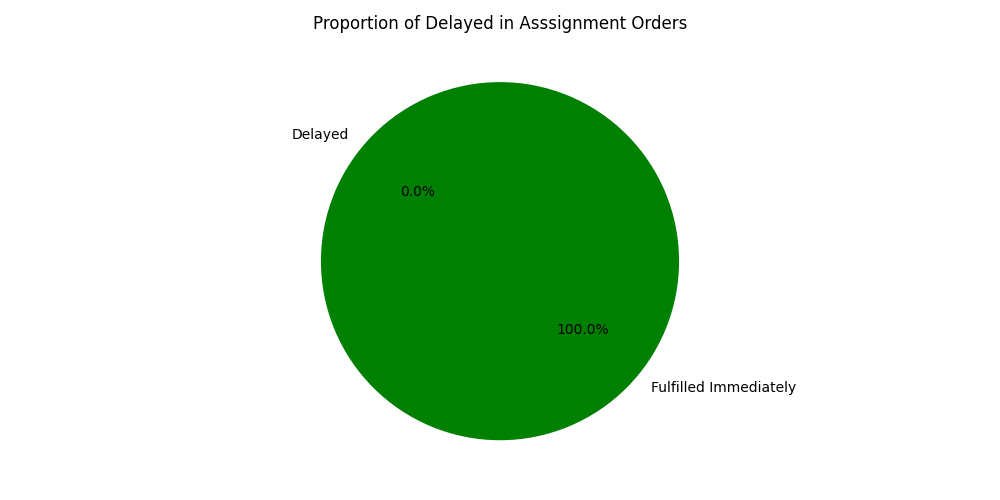 Proportion of Delayed in Asssignment Orders
Delayed
0.0%
100.0%
Fulfilled Immediately